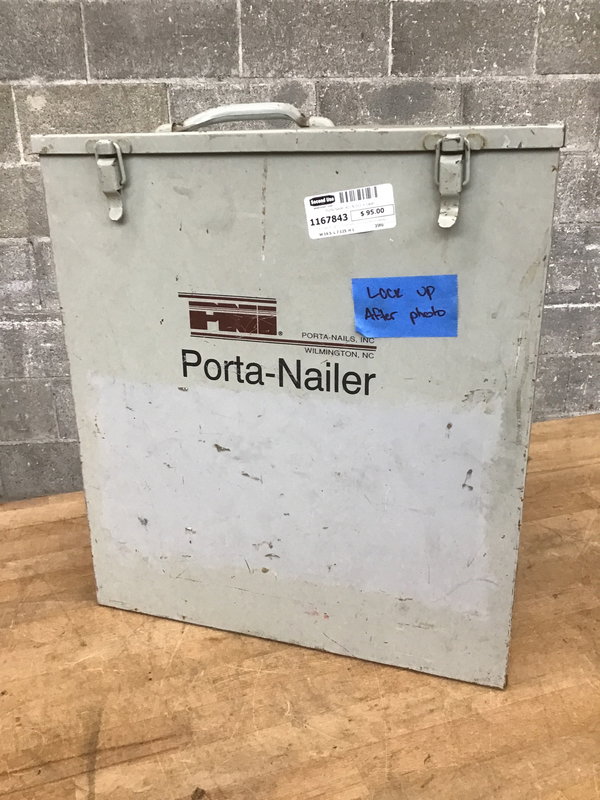 Second Use
1167843
$ 95.00
LOCK UP
After photo
PNI
®
PORTA-NAILS, INC
WILMINGTON, NC
Porta-Nailer